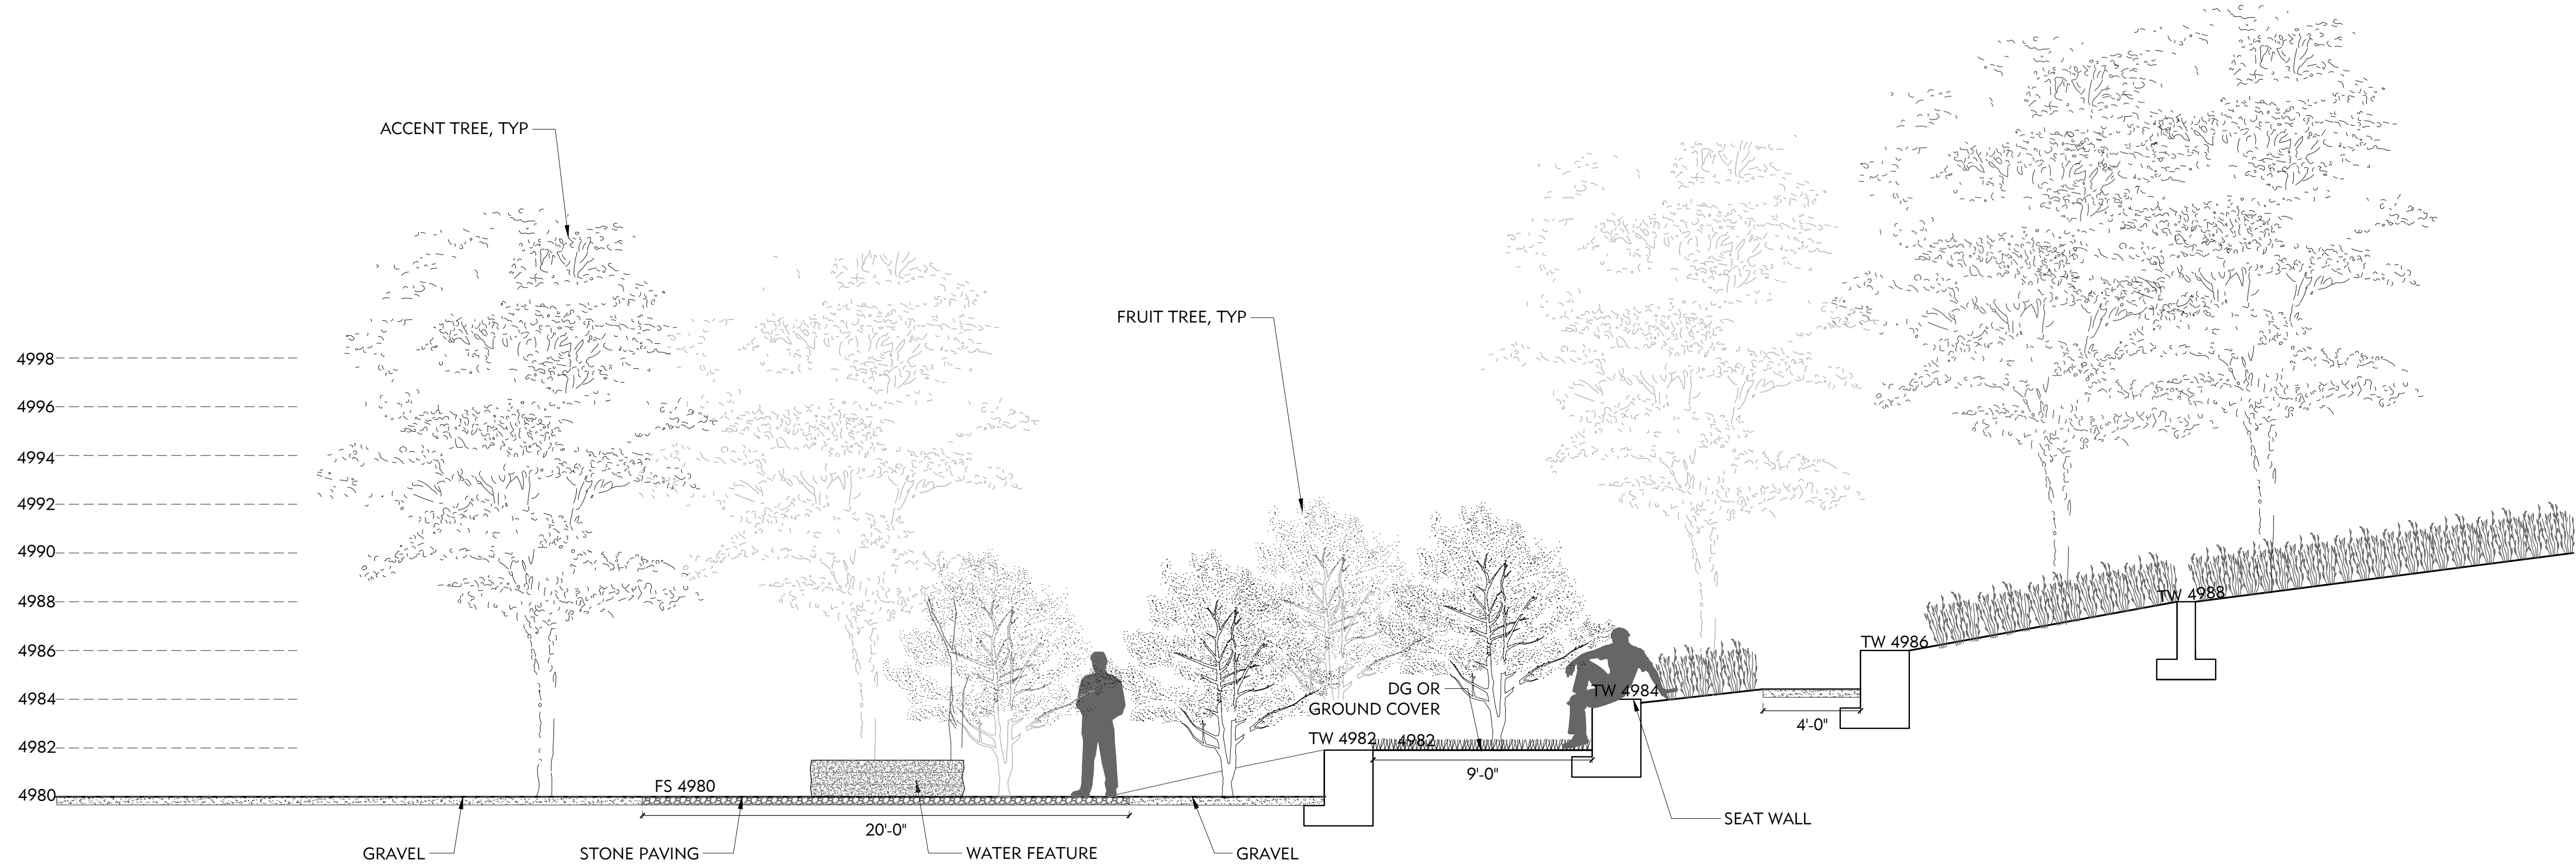 ACCENT TREE, TYP
FRUIT TREE, TYP
4998
4996
4994
4992
4990
4988
4986
4984
4982
4980
TW 4988
TW 4986
DG OR
GROUND COVER
TW 4984
4'-0"
TW 4982
4982
9'-0"
FS 4980
20'-0"
SEAT WALL
GRAVEL
STONE PAVING
WATER FEATURE
GRAVEL